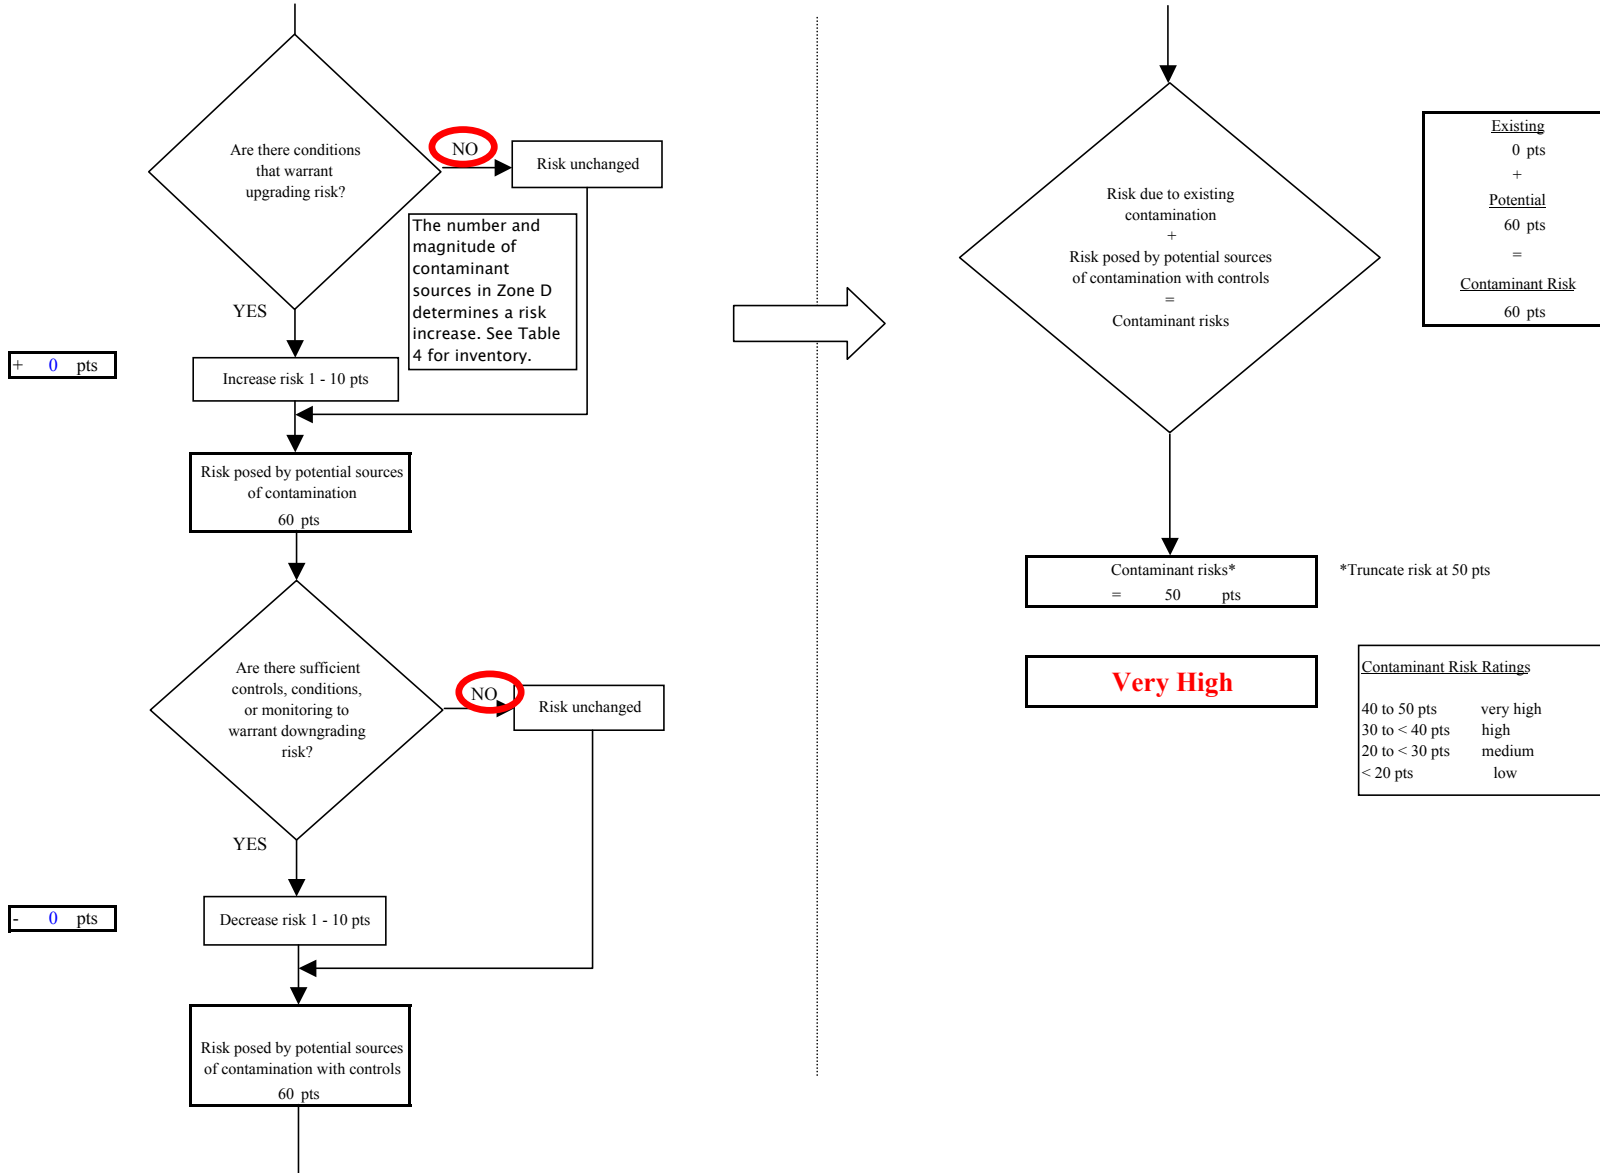 Are there conditions
that warrant
upgrading risk?
NO
Risk unchanged
The number and
magnitude of
contaminant
sources in Zone D
determines a risk
increase. See Table
4 for inventory.
YES
+ 0 pts
Increase risk 1 - 10 pts
Risk posed by potential sources
of contamination
60 pts
Are there sufficient
controls, conditions,
or monitoring to
warrant downgrading
risk?
NO
Risk unchanged
YES
- 0 pts
Decrease risk 1 - 10 pts
Risk posed by potential sources
of contamination with controls
60 pts
Risk due to existing
contamination
+
Risk posed by potential sources
of contamination with controls
=
Contaminant risks
Existing
0 pts
+
Potential
60 pts
=
Contaminant Risk
60 pts
Contaminant risks*
= 50 pts
*Truncate risk at 50 pts
Very High
Contaminant Risk Ratings
40 to 50 pts very high
30 to < 40 pts high
20 to < 30 pts medium
< 20 pts low